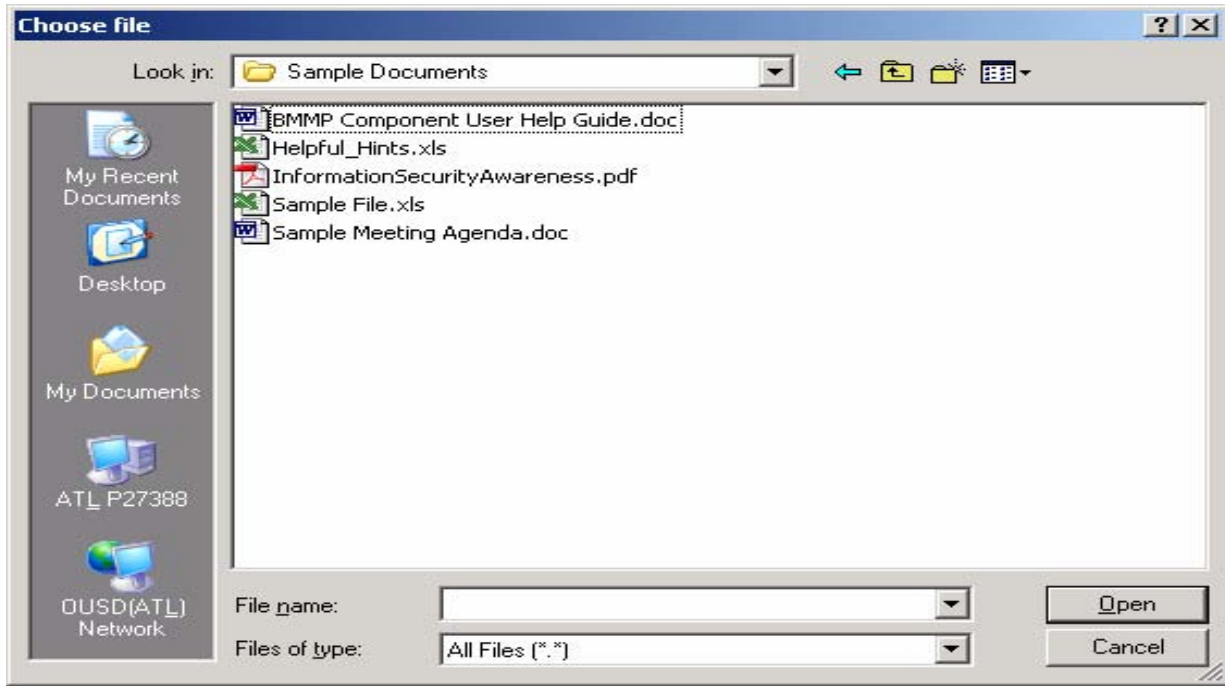 Choose file
Look in: Sample Documents
My Recent
Documents
Desktop
My Documents
ATL P27388
OUSD(ATL)
Network
BMMP Component User Help Guide.doc
Helpful_Hints.xls
InformationSecurityAwareness.pdf
Sample File.xls
Sample Meeting Agenda.doc
File name:
Open
Files of type: All Files (*.*)
Cancel